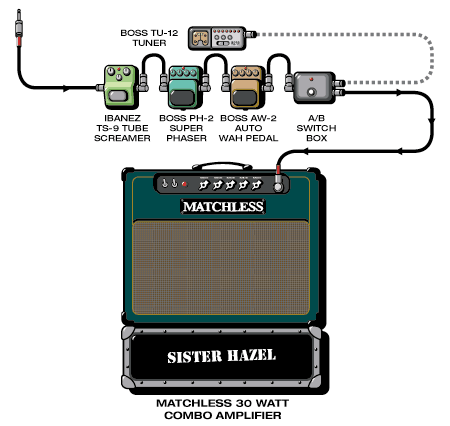 BOSS TU-12
TUNER
IBANEZ
TS-9 TUBE
SCREAMER
BOSS PH-2
SUPER
PHASER
BOSS AW-2
AUTO
WAH PEDAL
A/B
SWITCH
BOX
MATCHLESS
SISTER HAZEL
MATCHLESS 30 WATT
COMBO AMPLIFIER